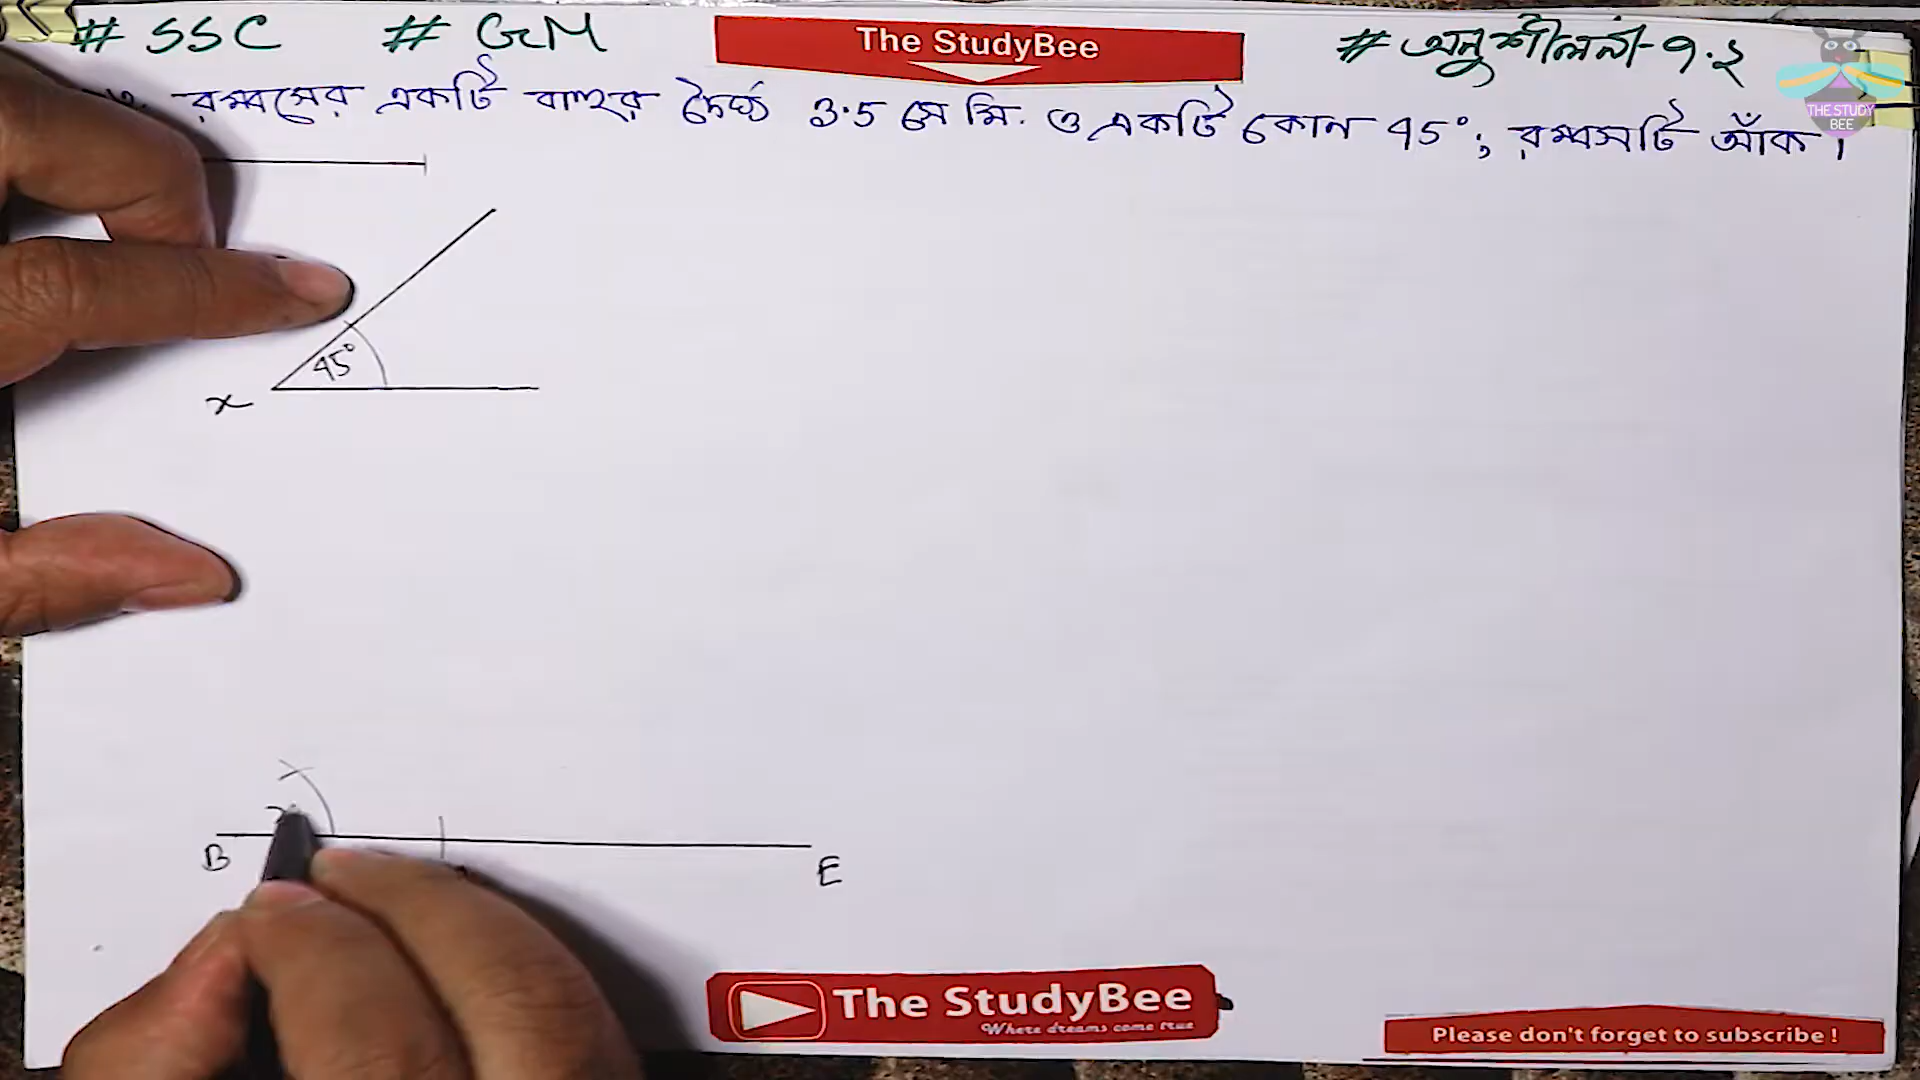 # SSC # GM The StudyBee # অনুশীলনী-৭.২
THE STUDY BEE
রম্বসের একটি বাহুর দৈর্ঘ্য 3.5 সে মি. ও একটি কোন 45°; রম্বসটি আঁক।
45°
x
x
B
E
The StudyBee
Where dreams come true
Please don't forget to subscribe !